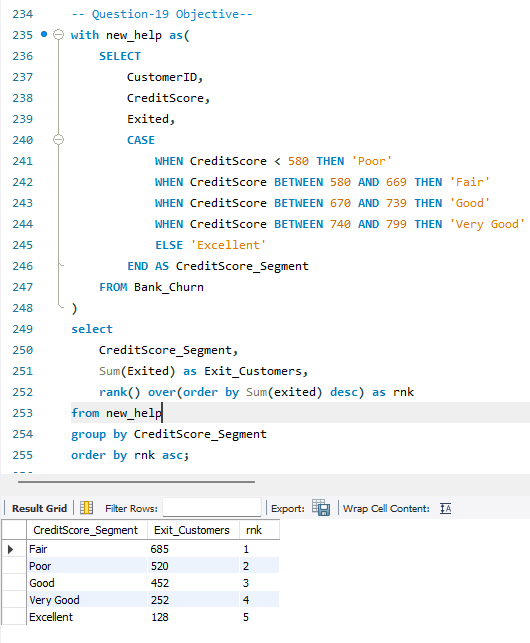 234 -- Question-19 Objective--
235 with new_help as(
236 SELECT
237 CustomerID,
238 CreditScore,
239 Exited,
240 CASE
241 WHEN CreditScore < 580 THEN 'Poor'
242 WHEN CreditScore BETWEEN 580 AND 669 THEN 'Fair'
243 WHEN CreditScore BETWEEN 670 AND 739 THEN 'Good'
244 WHEN CreditScore BETWEEN 740 AND 799 THEN 'Very Good'
245 ELSE 'Excellent'
246 END AS CreditScore_Segment
247 FROM Bank_Churn
248 )
249 select
250 CreditScore_Segment,
251 Sum(Exited) as Exit_Customers,
252 rank() over(order by Sum(exited) desc) as rnk
253 from new_help
254 group by CreditScore_Segment
255 order by rnk asc;
Result Grid Filter Rows: Export: Wrap Cell Content:
CreditScore_Segment Exit_Customers rnk
Fair 685 1
Poor 520 2
Good 452 3
Very Good 252 4
Excellent 128 5